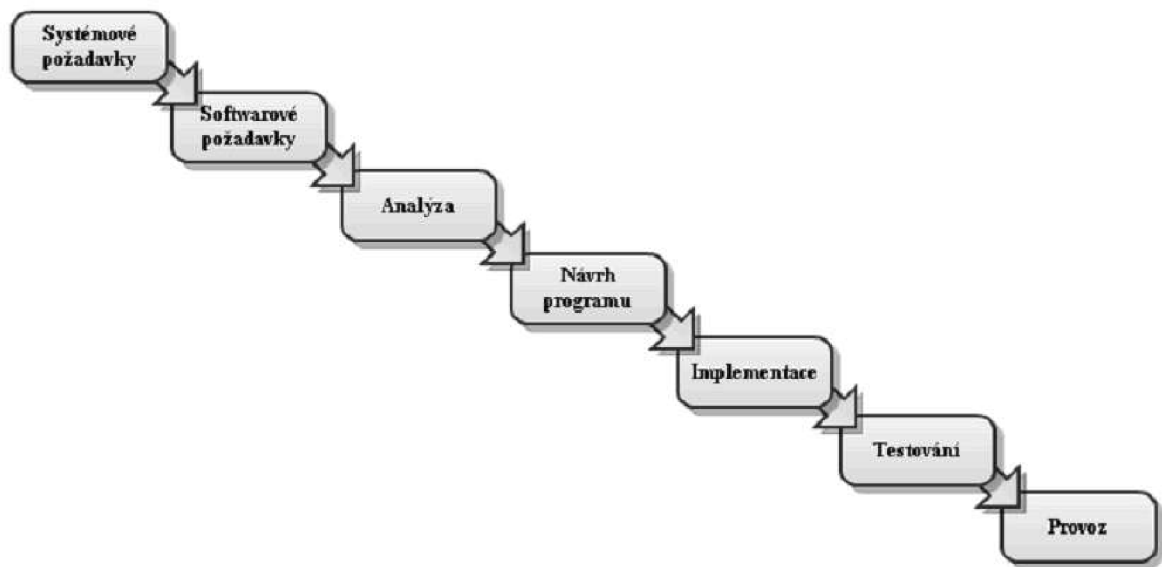 Systémové
požadavky
Softwarové
požadavky
Analýza
Návrh
programu
Implementace
Testování
Provoz